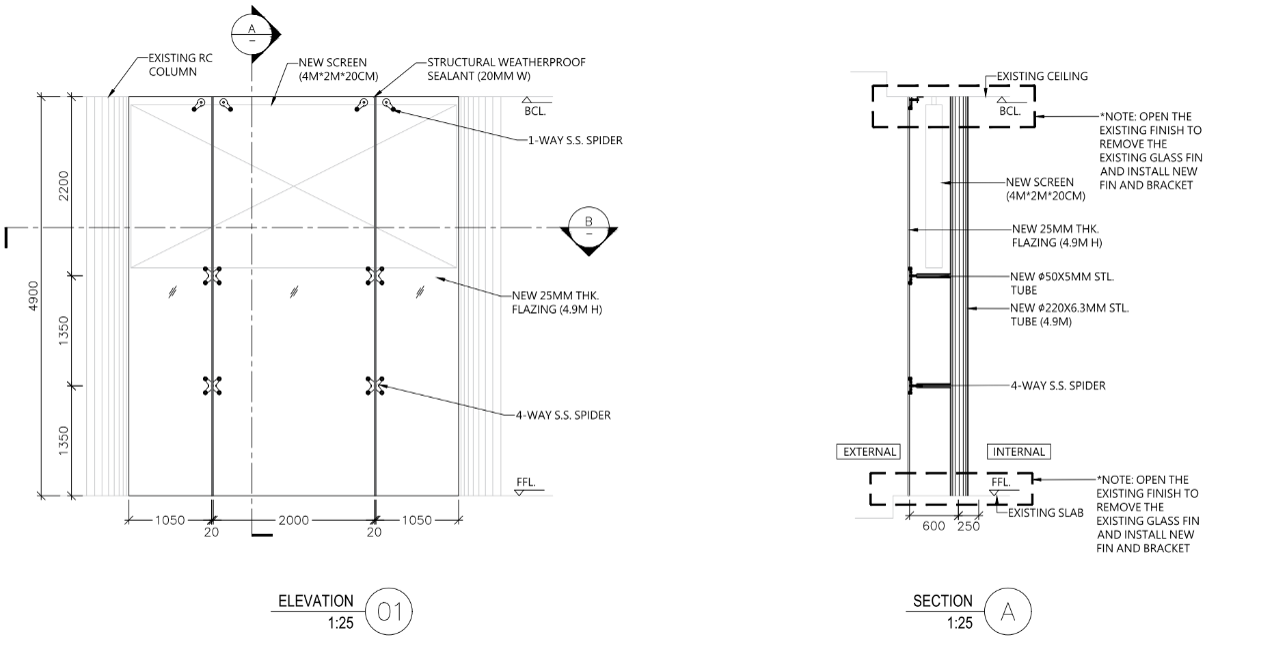 A
–
EXISTING RC
COLUMN
NEW SCREEN
(4M*2M*20CM)
STRUCTURAL WEATHERPROOF
SEALANT (20MM W)
BCL.
1-WAY S.S. SPIDER
2200
B
–
4900
NEW 25MM THK.
FLAZING (4.9M H)
1350
4-WAY S.S. SPIDER
1350
FFL.
1050
2000
1050
20
20
ELEVATION
1:25
01
EXISTING CEILING
BCL.
*NOTE: OPEN THE
EXISTING FINISH TO
REMOVE THE
EXISTING GLASS FIN
AND INSTALL NEW
FIN AND BRACKET
NEW SCREEN
(4M*2M*20CM)
NEW 25MM THK.
FLAZING (4.9M H)
NEW ϕ50X5MM STL.
TUBE
NEW ϕ220X6.3MM STL.
TUBE (4.9M)
4-WAY S.S. SPIDER
EXTERNAL
INTERNAL
FFL.
*NOTE: OPEN THE
EXISTING FINISH TO
REMOVE THE
EXISTING GLASS FIN
AND INSTALL NEW
FIN AND BRACKET
EXISTING SLAB
600
250
SECTION
1:25
A